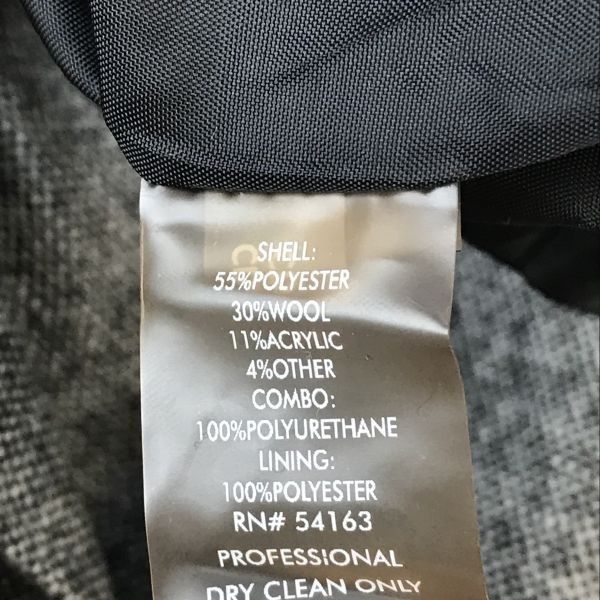 SHELL:
55%POLYESTER
30%WOOL
11%ACRYLIC
4%OTHER
COMBO:
100%POLYURETHANE
LINING:
100%POLYESTER
RN# 54163
PROFESSIONAL
DRY CLEAN ONLY